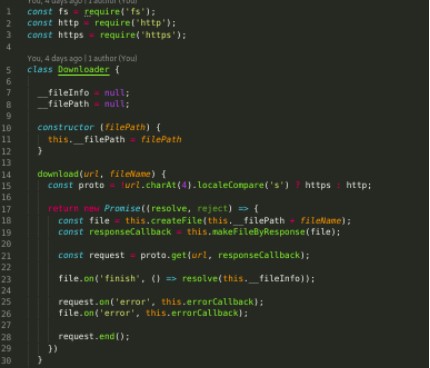 You, 4 days ago | 1 author (You)
1 const fs = require('fs');
2 const http = require('http');
3 const https = require('https');
4
You, 4 days ago | 1 author (You)
5 class Downloader {
6
7 __fileInfo = null;
8 __filePath = null;
9
10 constructor (filePath) {
11 this.__filePath = filePath
12 }
13
14 download(url, fileName) {
15 const proto = !url.charAt(4).localeCompare('s') ? https : http;
16
17 return new Promise((resolve, reject) => {
18 const file = this.createFile(this.__filePath + fileName);
19 const responseCallback = this.makeFileByResponse(file);
20
21 const request = proto.get(url, responseCallback);
22
23 file.on('finish', () => resolve(this.__fileInfo));
24
25 request.on('error', this.errorCallback);
26 file.on('error', this.errorCallback);
27
28 request.end();
29 })
30 }